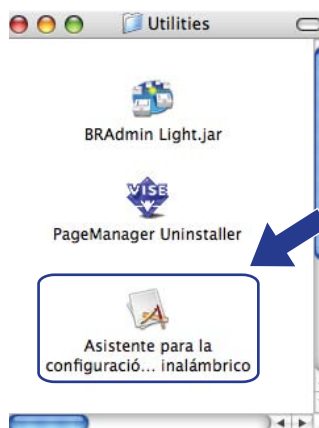 Utilities
BRAdmin Light.jar
VISE
PageManager Uninstaller
Asistente para la
configuració... inalámbrico